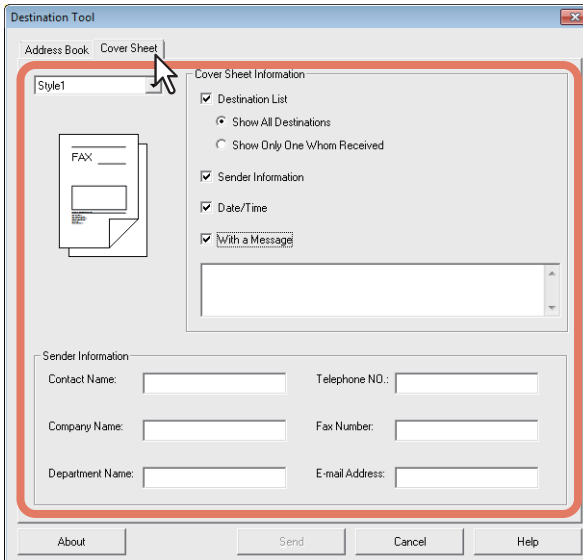 Destination Tool
Address Book Cover Sheet
Style1
FAX
Cover Sheet Information
Destination List
Show All Destinations
Show Only One Whom Received
Sender Information
Date/Time
With a Message
Sender Information
Contact Name:
Telephone NO.:
Company Name:
Fax Number:
Department Name:
E-mail Address:
About Send Cancel Help